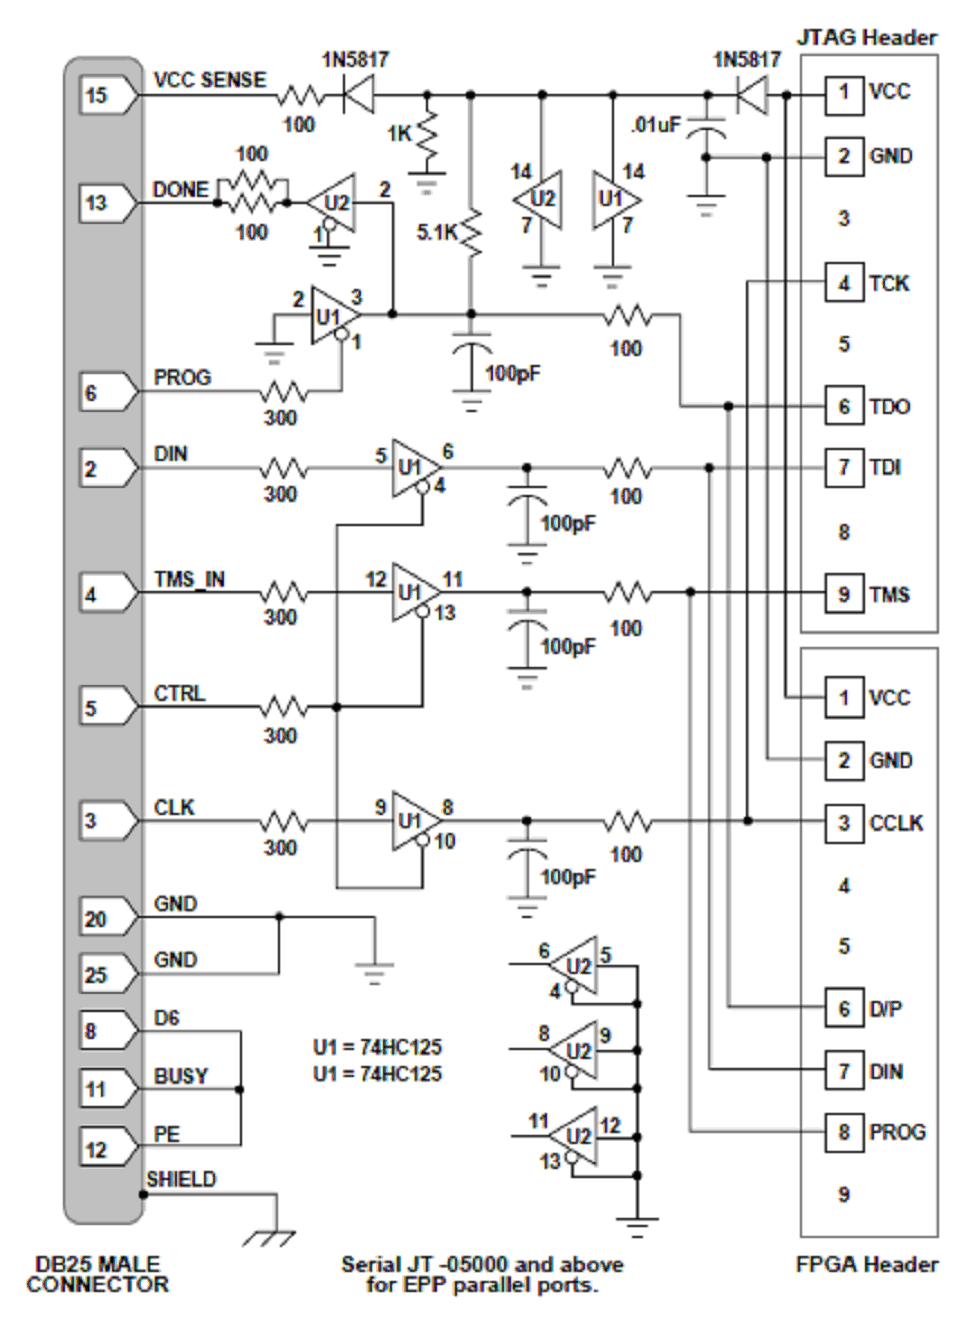 JTAG Header
1N5817
1N5817
15
VCC SENSE
100
1K
.01uF
1
VCC
2
GND
100
13
DONE
100
U2
2
1
5.1K
14
U2
7
14
U1
7
3
4
TCK
2
U1
3
1
100pF
100
5
6
PROG
300
6
TDO
2
DIN
300
5
U1
6
4
100pF
100
7
TDI
8
4
TMS_IN
300
12
U1
11
13
100pF
100
9
TMS
5
CTRL
300
1
VCC
2
GND
3
CLK
300
9
U1
8
10
100pF
100
3
CCLK
4
20
GND
25
GND
5
6
U2
5
4
6
D/P
8
D6
U1 = 74HC125
U1 = 74HC125
8
U2
9
10
7
DIN
11
BUSY
11
U2
12
13
8
PROG
12
PE
SHIELD
9
DB25 MALE
CONNECTOR
Serial JT -05000 and above
for EPP parallel ports.
FPGA Header